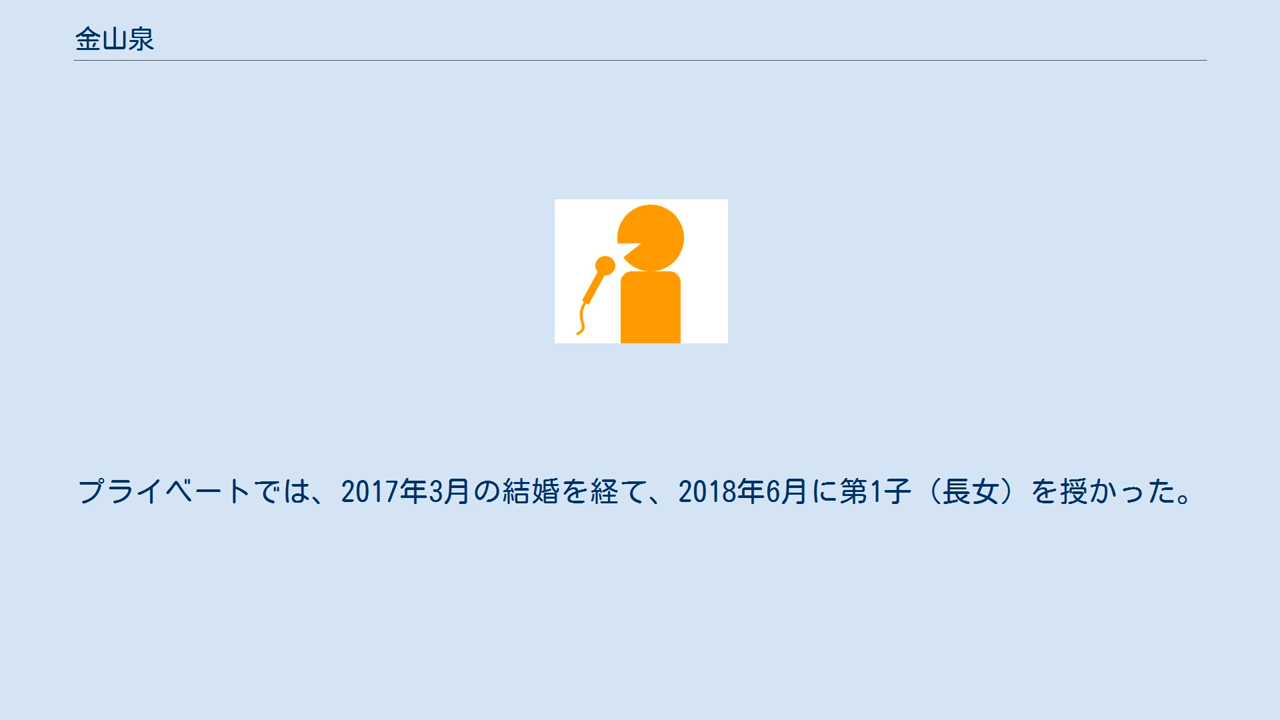 金山泉
プライベートでは、2017年3月の結婚を経て、2018年6月に第1子（長女）を授かった。